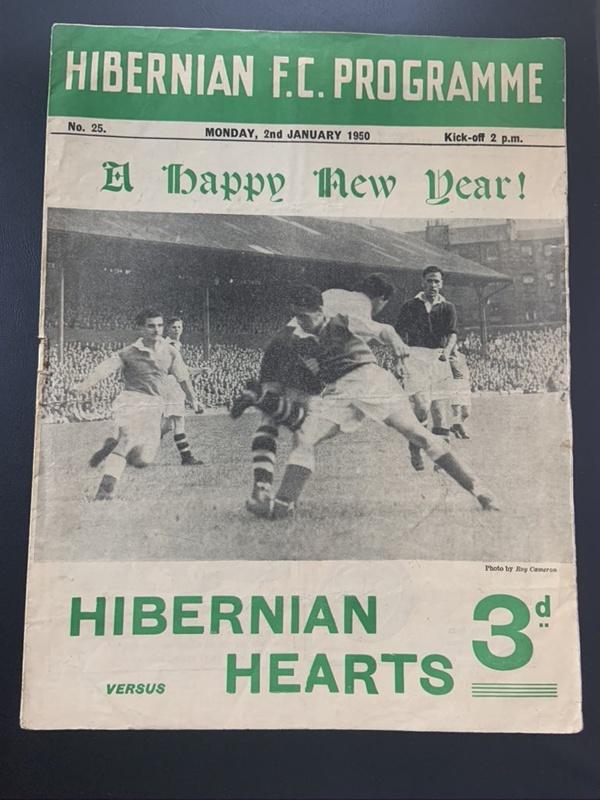 HIBERNIAN F.C. PROGRAMME
No. 25. MONDAY, 2nd JANUARY 1950 Kick-off 2 p.m.
A Happy New Year!
Photo by Roy Cameron
HIBERNIAN
VERSUS HEARTS
3d